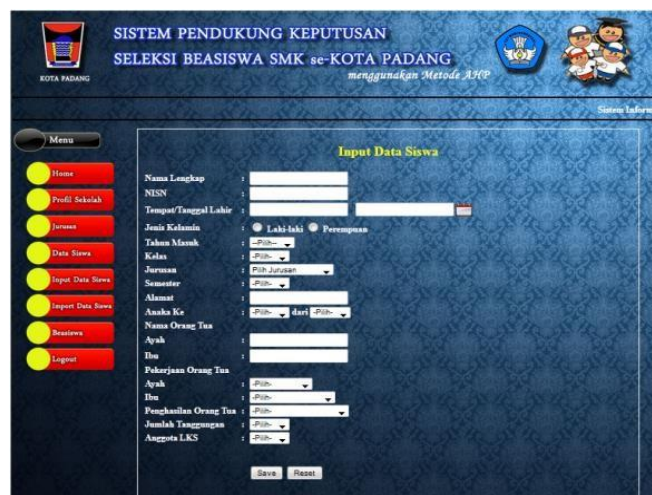 SISTEM PENDUKUNG KEPUTUSAN
SELEKSI BEASISWA SMK se-KOTA PADANG
menggunakan Metode AHP
KOTA PADANG
Sistem Inform
Menu
Home
Profil Sekolah
Jurusan
Data Siswa
Input Data Siswa
Import Data Siswa
Beasiswa
Logout
Input Data Siswa
Nama Lengkap :
NISN :
Tempat/Tanggal Lahir :
Jenis Kelamin : Laki-laki Perempuan
Tahun Masuk : --Pilih--
Kelas : -Pilih-
Jurusan : Pilih Jurusan
Semester : -Pilih-
Alamat :
Anaka Ke : -Pilih- dari -Pilih-
Nama Orang Tua
Ayah :
Ibu :
Pekerjaan Orang Tua
Ayah : -Pilih-
Ibu : -Pilih-
Penghasilan Orang Tua : -Pilih-
Jumlah Tanggungan : -Pilih-
Anggota LKS : -Pilih-
Save Reset